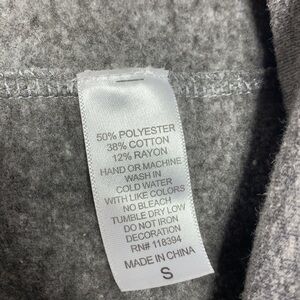 50% POLYESTER
38% COTTON
12% RAYON
HAND OR MACHINE
WASH IN
COLD WATER
WITH LIKE COLORS
NO BLEACH
TUMBLE DRY LOW
DO NOT IRON
DECORATION
RN# 118394
MADE IN CHINA
S